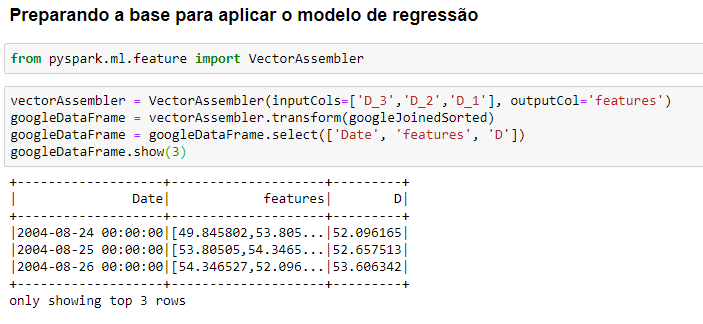 Preparando a base para aplicar o modelo de regressão
from pyspark.ml.feature import VectorAssembler
vectorAssembler = VectorAssembler(inputCols=['D_3','D_2','D_1'], outputCol='features')
googleDataFrame = vectorAssembler.transform(googleJoinedSorted)
googleDataFrame = googleDataFrame.select(['Date', 'features', 'D'])
googleDataFrame.show(3)
+-------------------+--------------------+---------+
|               Date|            features|        D|
+-------------------+--------------------+---------+
|2004-08-24 00:00:00|[49.845802,53.805...|52.096165|
|2004-08-25 00:00:00|[53.80505,54.3465...|52.657513|
|2004-08-26 00:00:00|[54.346527,52.096...|53.606342|
+-------------------+--------------------+---------+
only showing top 3 rows